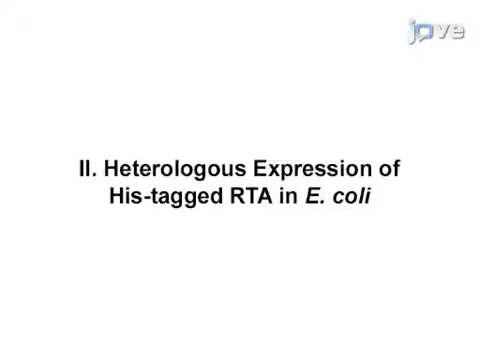 jove
II. Heterologous Expression of
His-tagged RTA in E. coli